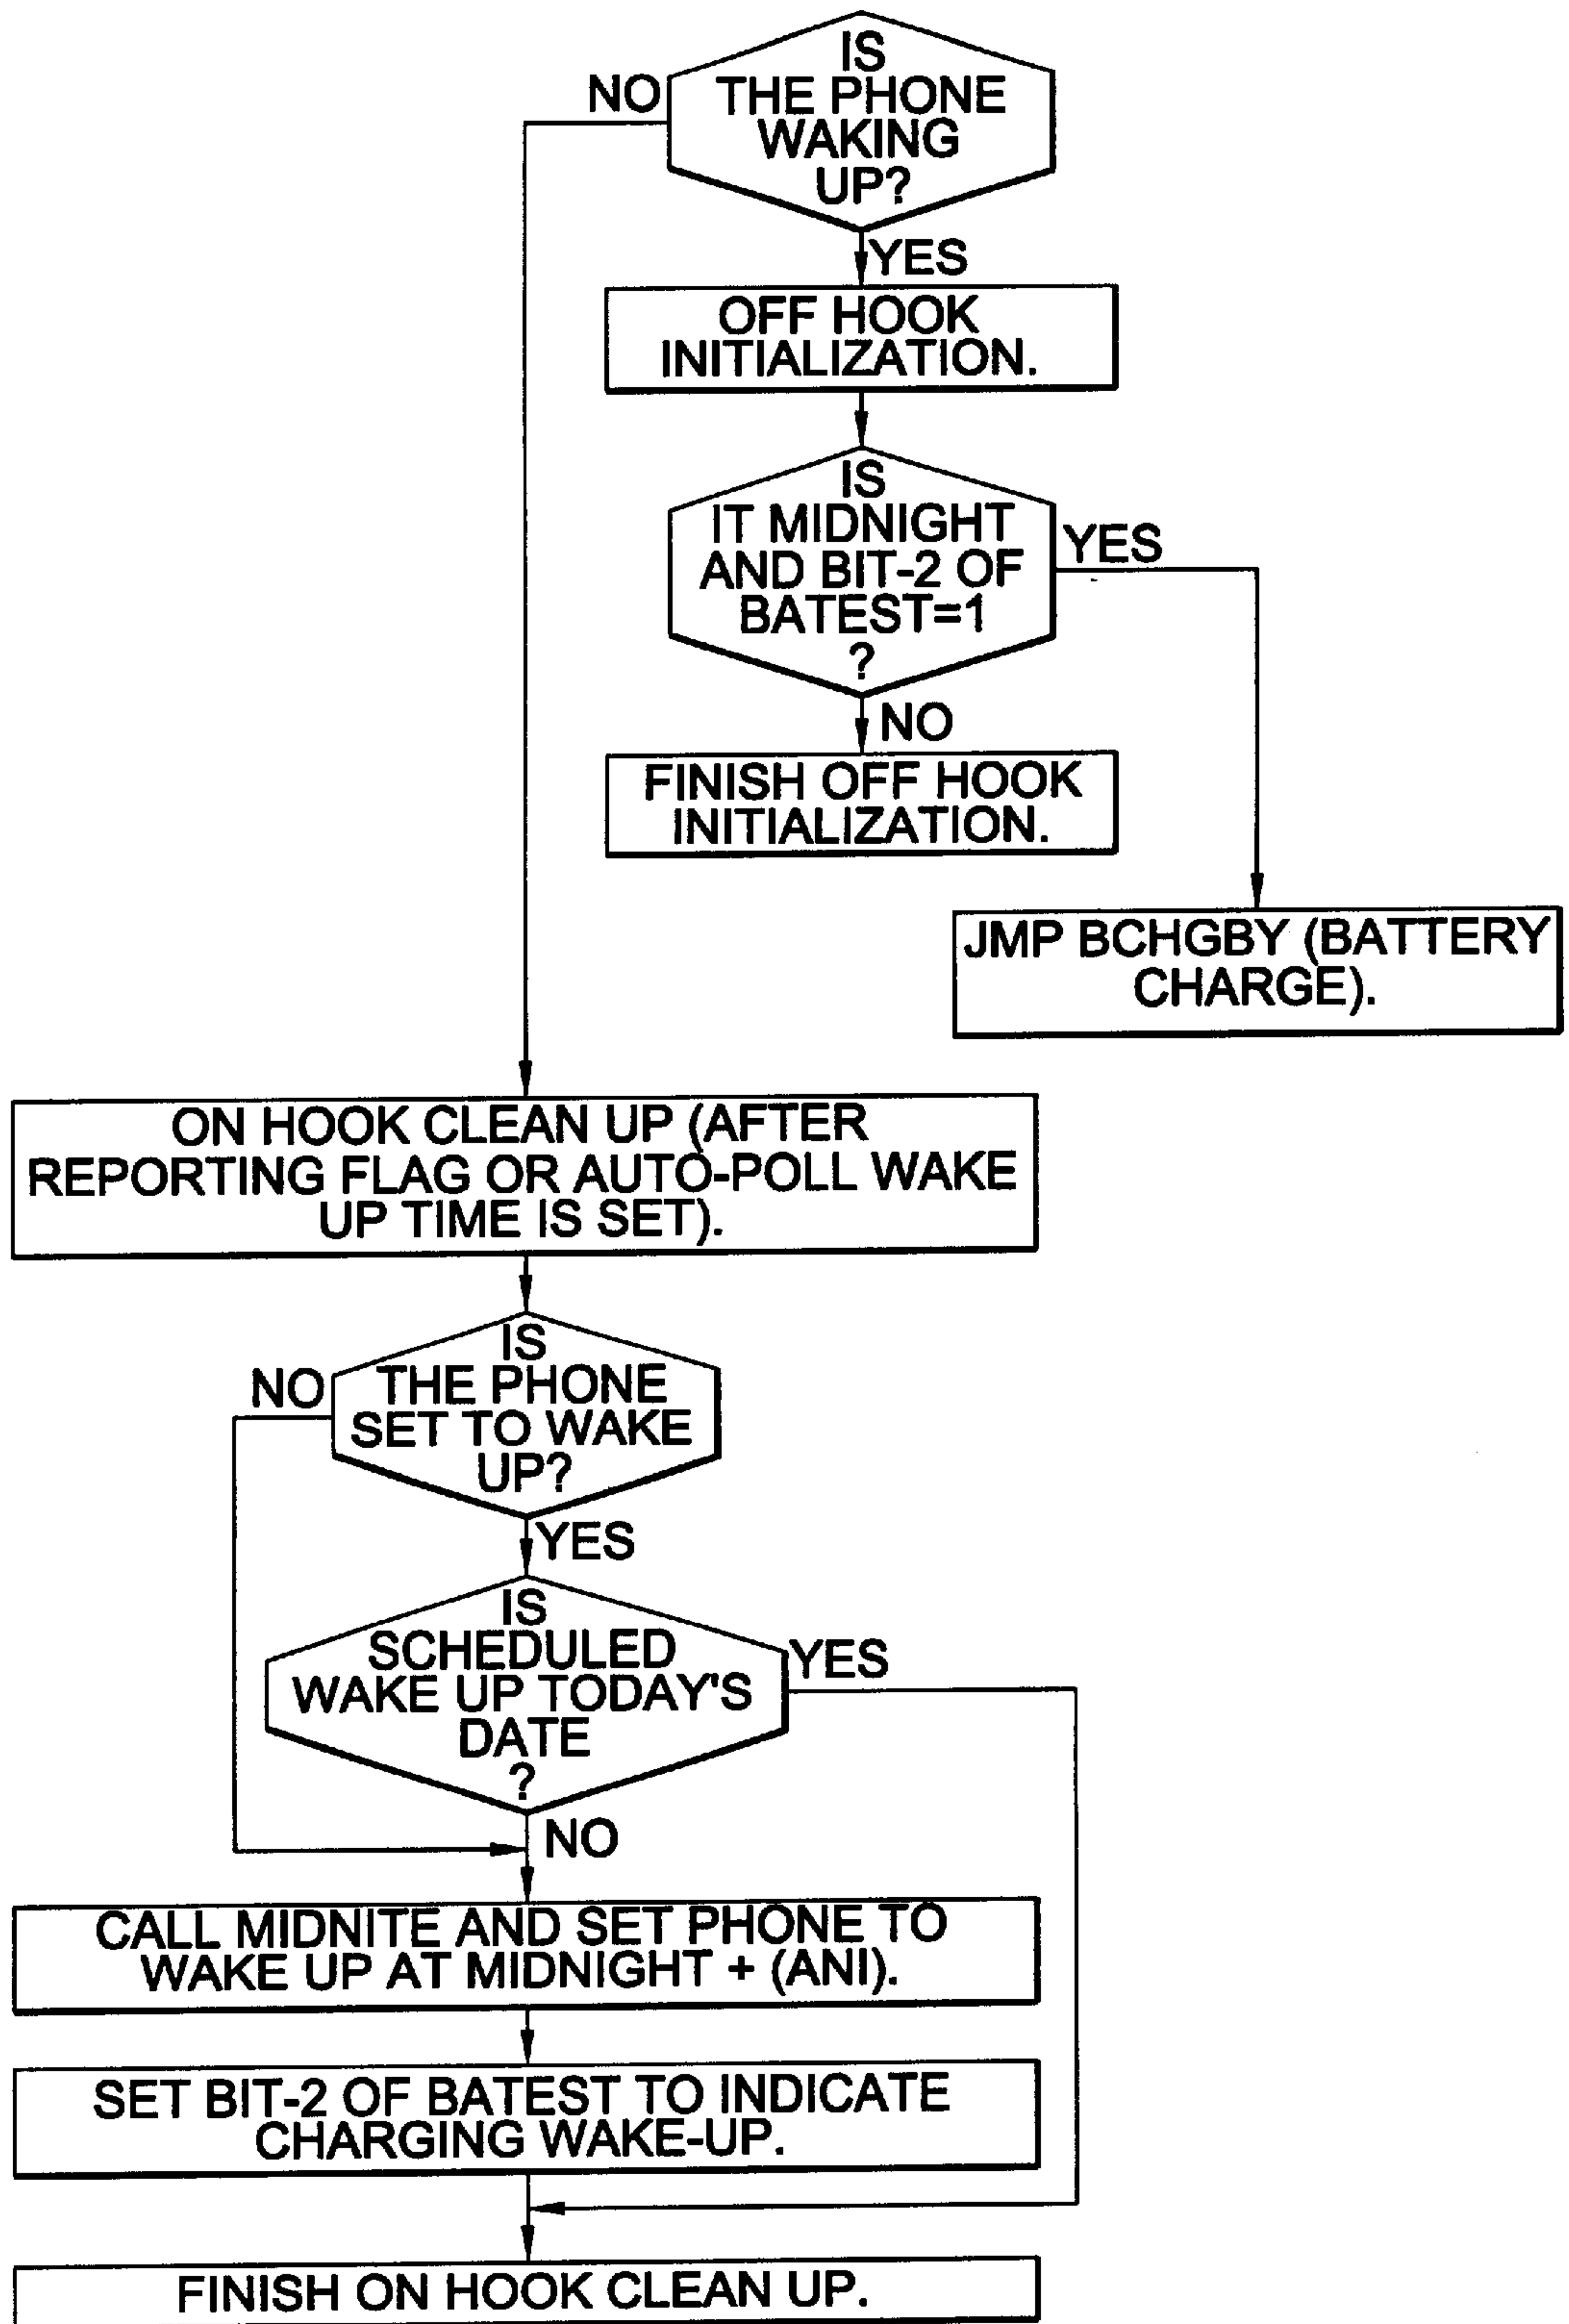 IS
THE PHONE
WAKING
UP?
NO
YES
OFF HOOK
INITIALIZATION.
IS
IT MIDNIGHT
AND BIT-2 OF
BATEST=1
?
YES
NO
FINISH OFF HOOK
INITIALIZATION.
JMP BCHGBY (BATTERY
CHARGE).
ON HOOK CLEAN UP (AFTER
REPORTING FLAG OR AUTO-POLL WAKE
UP TIME IS SET).
IS
THE PHONE
SET TO WAKE
UP?
NO
YES
IS
SCHEDULED
WAKE UP TODAY'S
DATE
?
YES
NO
CALL MIDNITE AND SET PHONE TO
WAKE UP AT MIDNIGHT + (ANI).
SET BIT-2 OF BATEST TO INDICATE
CHARGING WAKE-UP.
FINISH ON HOOK CLEAN UP.